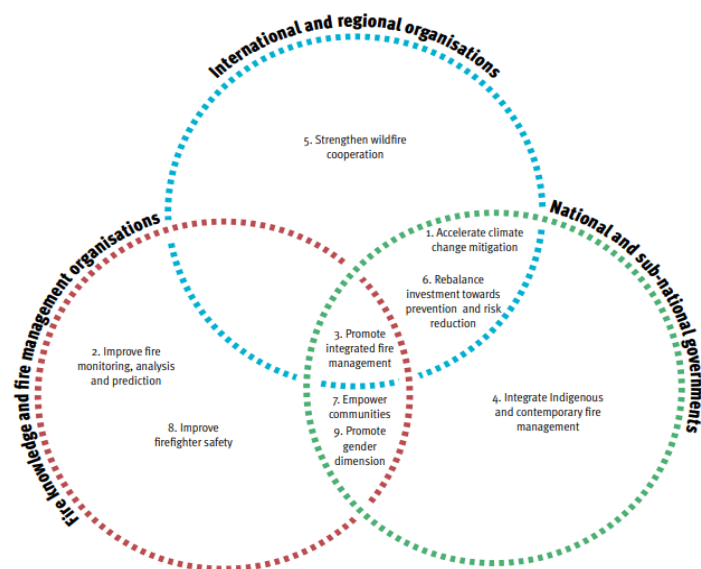 International and regional organisations
5. Strengthen wildfire
cooperation
Fire knowledge and fire management organisations
National and sub-national governments
1. Accelerate climate
change mitigation
6. Rebalance
investment towards
prevention and risk
reduction
3. Promote
integrated fire
management
2. Improve fire
monitoring, analysis
and prediction
7. Empower
communities
4. Integrate Indigenous
and contemporary fire
management
8. Improve
firefighter safety
9. Promote
gender
dimension